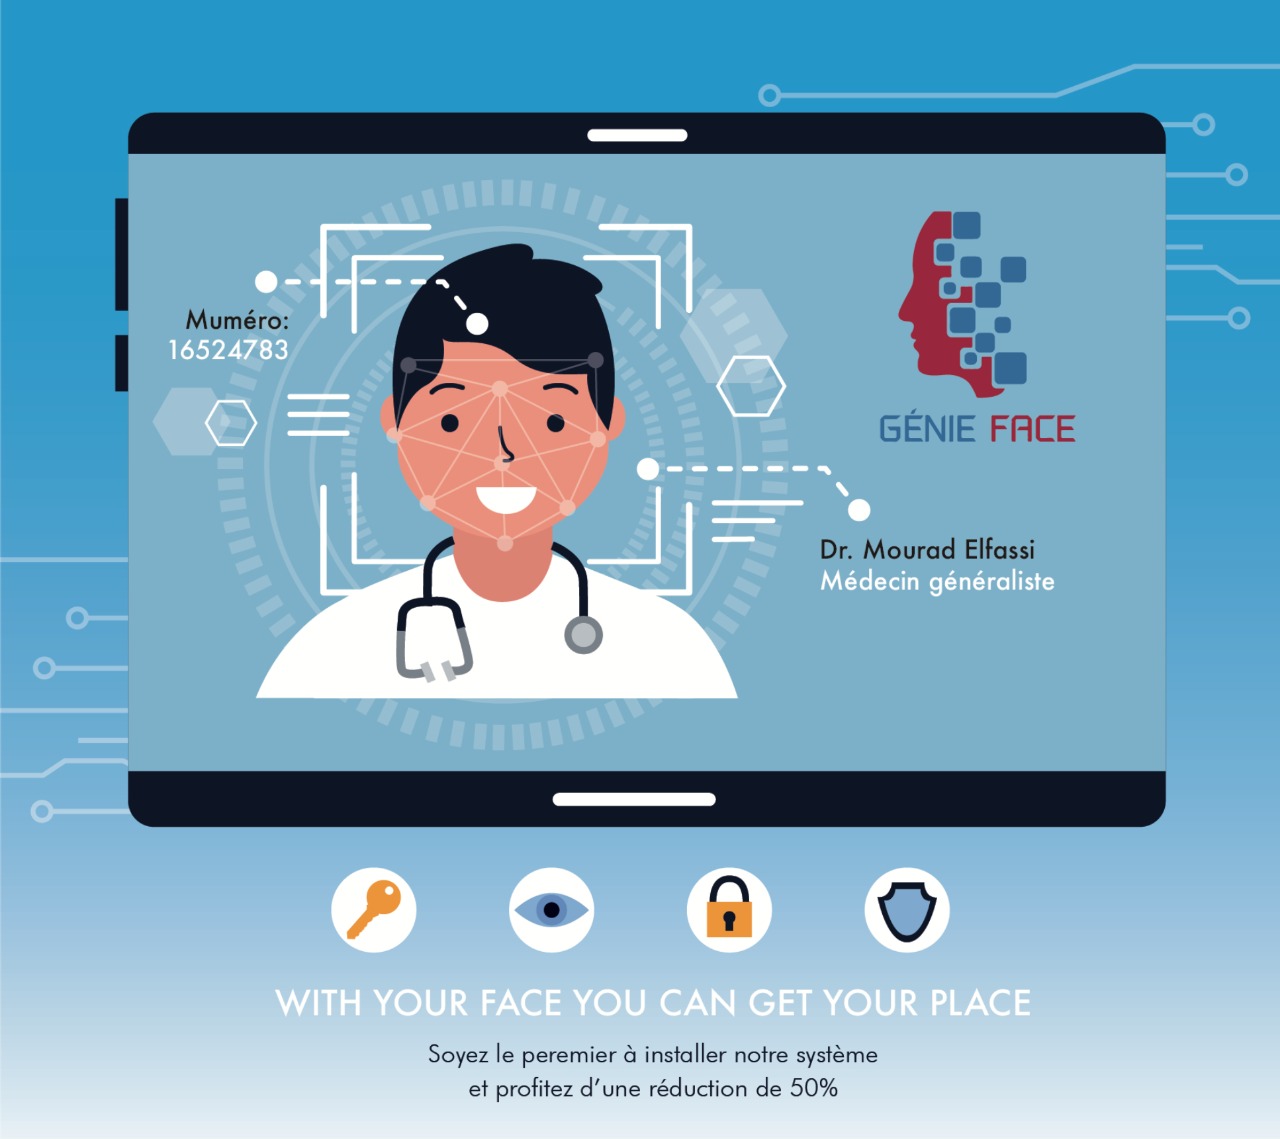 Muméro:
16524783
GÉNIE FACE
Dr. Mourad Elfassi
Médecin généraliste
WITH YOUR FACE YOU CAN GET YOUR PLACE
Soyez le peremier à installer notre système
et profitez d’une réduction de 50%